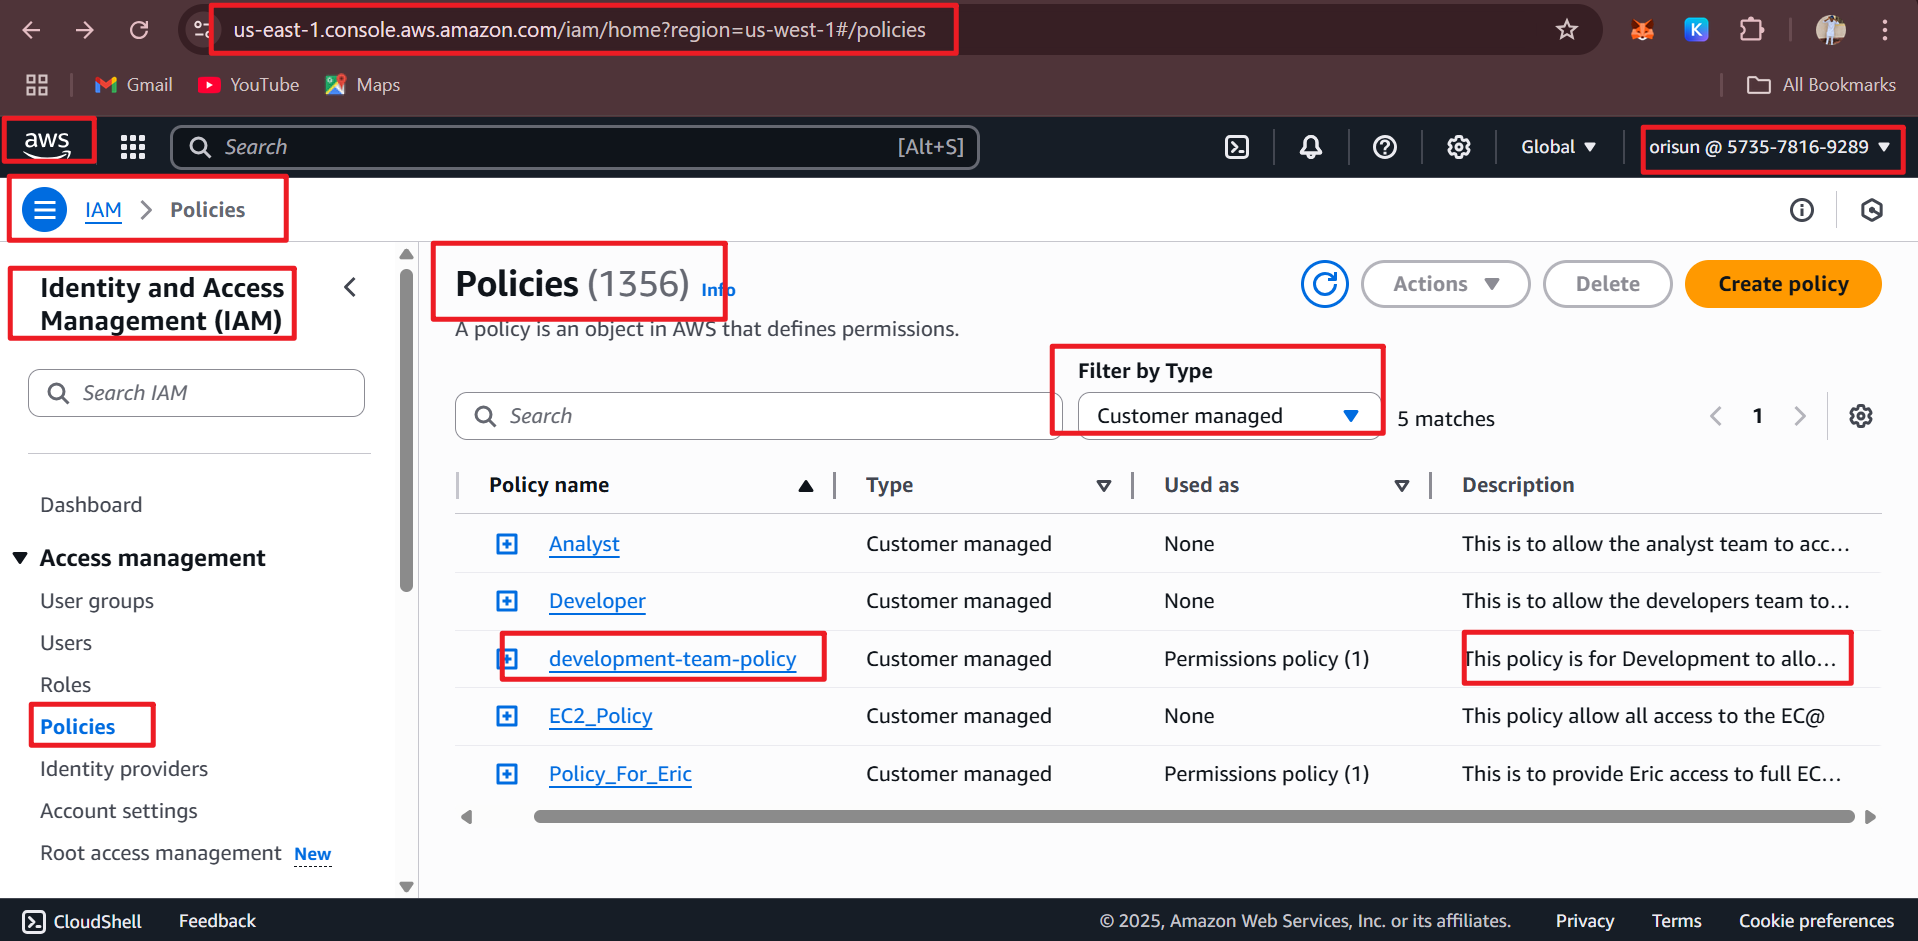 us-east-1.console.aws.amazon.com/iam/home?region=us-west-1#/policies
Gmail
YouTube
Maps
All Bookmarks
aws
Search
[Alt+S]
Global
orisun @ 5735-7816-9289
IAM
Policies
Identity and Access
Management (IAM)
Search IAM
Dashboard
Access management
User groups
Users
Roles
Policies
Identity providers
Account settings
Root access management New
Policies (1356) Info
A policy is an object in AWS that defines permissions.
Actions
Delete
Create policy
Filter by Type
Search
Customer managed
5 matches
1
Policy name Type Used as Description
Analyst Customer managed None This is to allow the analyst team to acc...
Developer Customer managed None This is to allow the developers team to...
development-team-policy Customer managed Permissions policy (1) This policy is for Development to allo...
EC2_Policy Customer managed None This policy allow all access to the EC@
Policy_For_Eric Customer managed Permissions policy (1) This is to provide Eric access to full EC...
CloudShell Feedback © 2025, Amazon Web Services, Inc. or its affiliates. Privacy Terms Cookie preferences